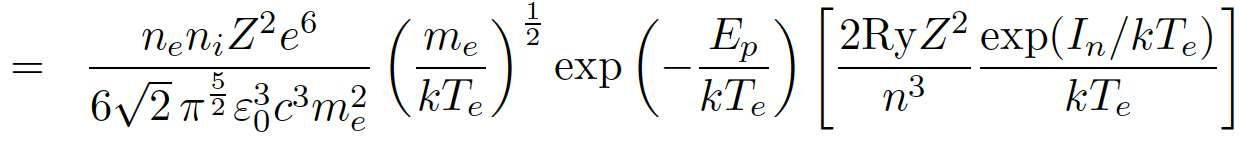 = \frac{n_e n_i Z^2 e^6}{6\sqrt{2}\,\pi^{\frac{5}{2}} \varepsilon_0^3 c^3 m_e^2} \left(\frac{m_e}{kT_e}\right)^{\frac{1}{2}} \exp\left(-\frac{E_p}{kT_e}\right) \left[\frac{2\mathrm{Ry}Z^2}{n^3} \frac{\exp(I_n/kT_e)}{kT_e}\right]